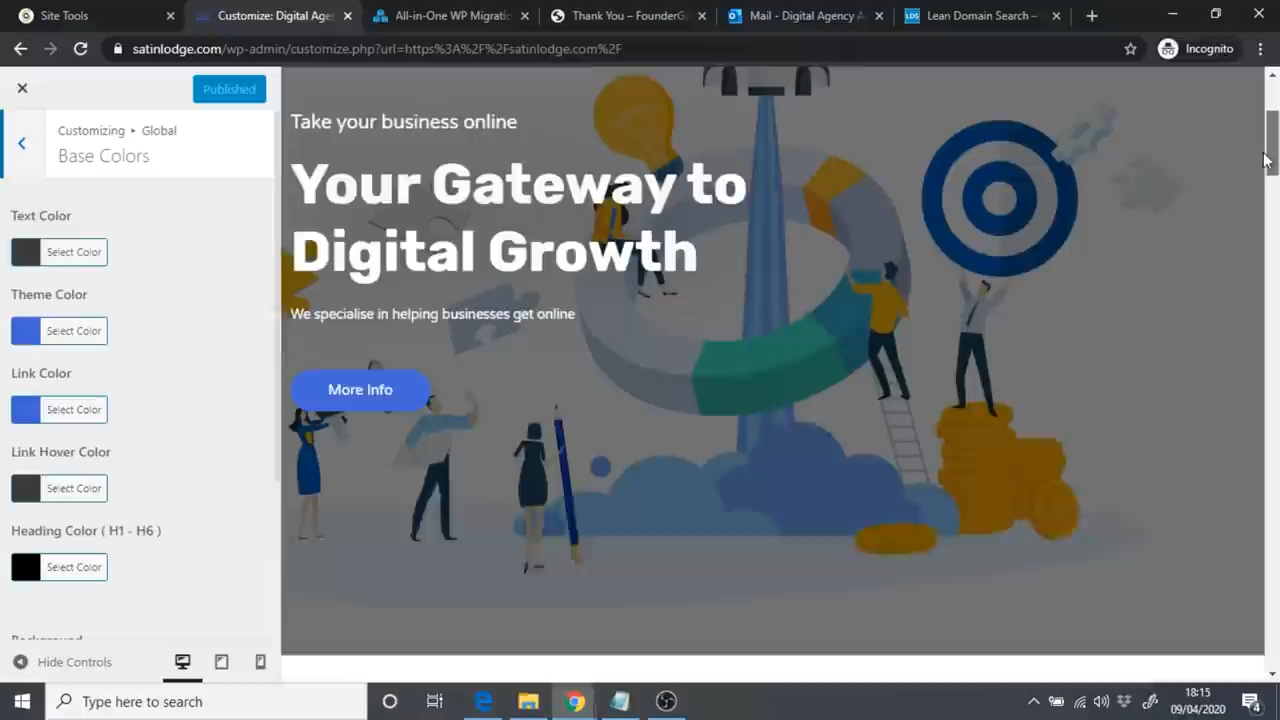 Site Tools
Customize: Digital Age
All-in-One WP Migratio
Thank You – FounderG
Mail - Digital Agency A
LDS
Lean Domain Search –
satinlodge.com/wp-admin/customize.php?url=https%3A%2F%2Fsatinlodge.com%2F
Incognito
Published
Customizing ▸ Global
Base Colors
Text Color
Select Color
Theme Color
Select Color
Link Color
Select Color
Link Hover Color
Select Color
Heading Color ( H1 - H6 )
Select Color
Background
Hide Controls
Take your business online
Your Gateway to
Digital Growth
We specialise in helping businesses get online
More Info
Type here to search
18:15
09/04/2020
4